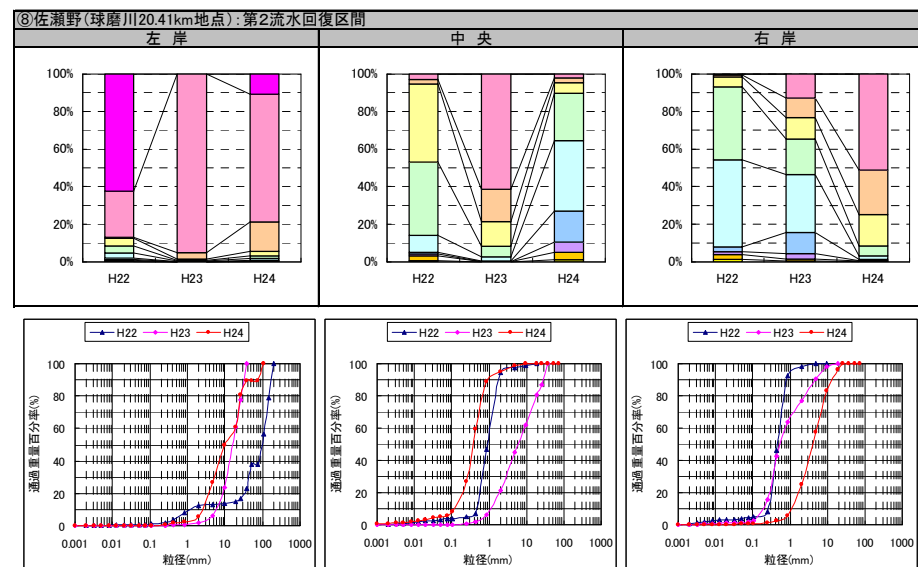 ⑧佐瀬野(球磨川20.41km地点):第2流水回復区間
左 岸 中 央 右 岸
100% 100% 100%
80% 80% 80%
60% 60% 60%
40% 40% 40%
20% 20% 20%
0% 0% 0%
H22 H23 H24 H22 H23 H24 H22 H23 H24
H22 H23 H24 H22 H23 H24 H22 H23 H24
通過重量百分率(%) 通過重量百分率(%) 通過重量百分率(%)
100 100 100
80 80 80
60 60 60
40 40 40
20 20 20
0 0 0
0.001 0.01 0.1 1 10 100 1000 0.001 0.01 0.1 1 10 100 1000 0.001 0.01 0.1 1 10 100 1000
粒径(mm) 粒径(mm) 粒径(mm)